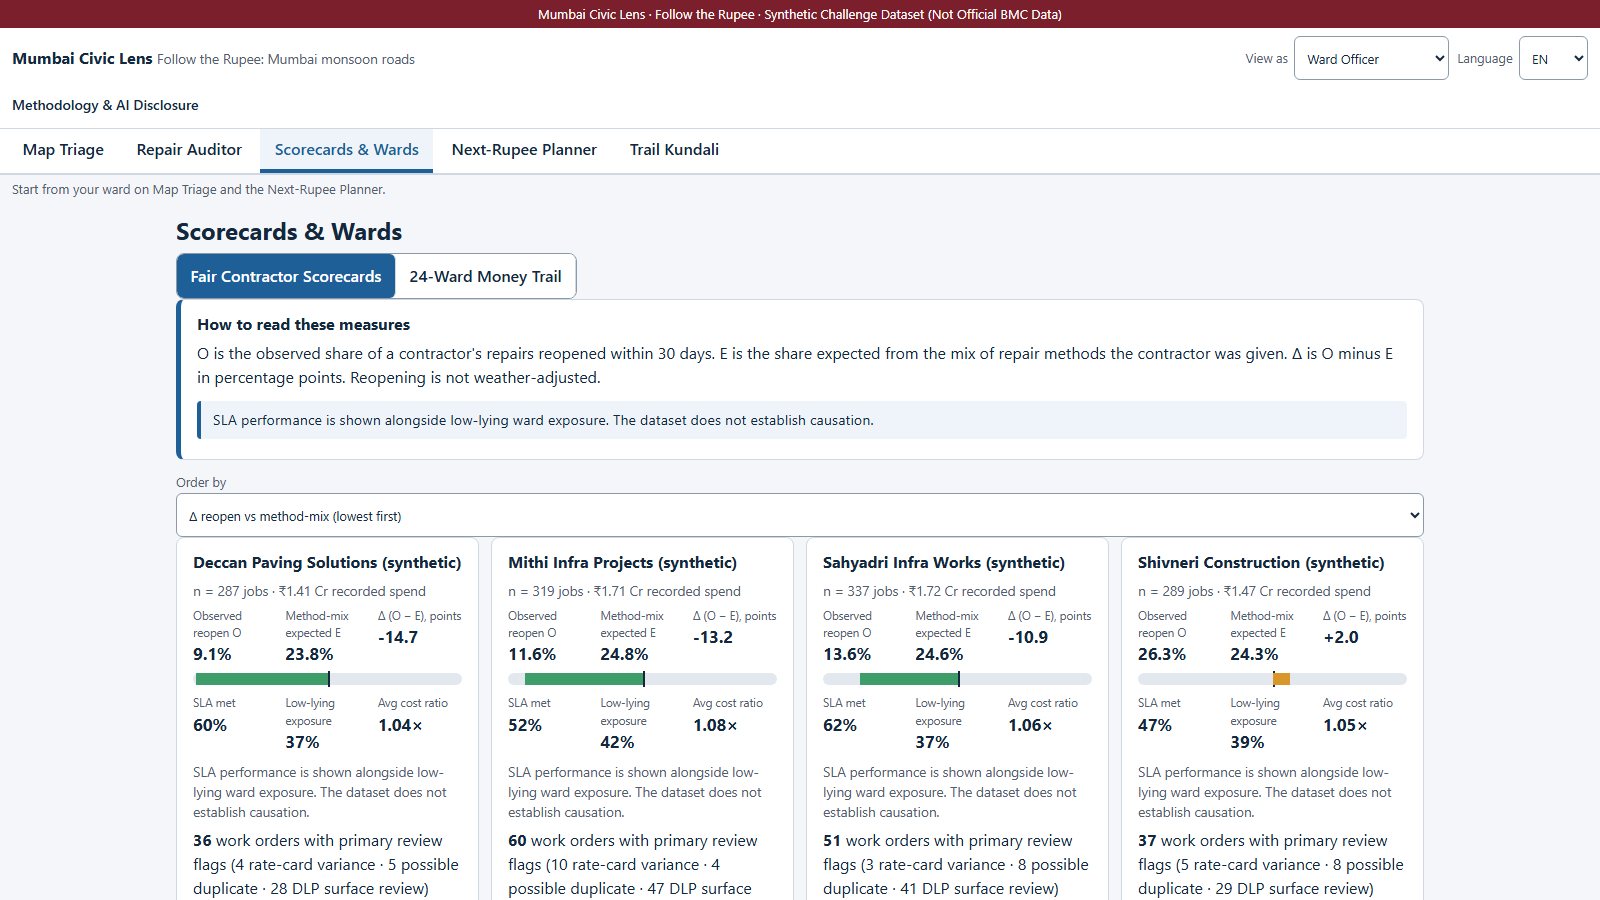 Mumbai Civic Lens · Follow the Rupee · Synthetic Challenge Dataset (Not Official BMC Data)
Mumbai Civic Lens Follow the Rupee: Mumbai monsoon roads
View as Ward Officer Language EN
Methodology & AI Disclosure
Map Triage Repair Auditor Scorecards & Wards Next-Rupee Planner Trail Kundali
Start from your ward on Map Triage and the Next-Rupee Planner.
Scorecards & Wards
Fair Contractor Scorecards 24-Ward Money Trail
How to read these measures
O is the observed share of a contractor's repairs reopened within 30 days. E is the share expected from the mix of repair methods the contractor was given. Δ is O minus E
in percentage points. Reopening is not weather-adjusted.
SLA performance is shown alongside low-lying ward exposure. The dataset does not establish causation.
Order by
Δ reopen vs method-mix (lowest first)
Deccan Paving Solutions (synthetic)
n = 287 jobs · ₹1.41 Cr recorded spend
Observed reopen O
9.1%
Method-mix expected E
23.8%
Δ (O − E), points
-14.7
SLA met
60%
Low-lying exposure
37%
Avg cost ratio
1.04×
SLA performance is shown alongside low-
lying ward exposure. The dataset does not
establish causation.
36 work orders with primary review
flags (4 rate-card variance · 5 possible
duplicate · 28 DLP surface review)
Mithi Infra Projects (synthetic)
n = 319 jobs · ₹1.71 Cr recorded spend
Observed reopen O
11.6%
Method-mix expected E
24.8%
Δ (O − E), points
-13.2
SLA met
52%
Low-lying exposure
42%
Avg cost ratio
1.08×
SLA performance is shown alongside low-
lying ward exposure. The dataset does not
establish causation.
60 work orders with primary review
flags (10 rate-card variance · 4
possible duplicate · 47 DLP surface
Sahyadri Infra Works (synthetic)
n = 337 jobs · ₹1.72 Cr recorded spend
Observed reopen O
13.6%
Method-mix expected E
24.6%
Δ (O − E), points
-10.9
SLA met
62%
Low-lying exposure
37%
Avg cost ratio
1.06×
SLA performance is shown alongside low-
lying ward exposure. The dataset does not
establish causation.
51 work orders with primary review
flags (3 rate-card variance · 8 possible
duplicate · 41 DLP surface review)
Shivneri Construction (synthetic)
n = 289 jobs · ₹1.47 Cr recorded spend
Observed reopen O
26.3%
Method-mix expected E
24.3%
Δ (O − E), points
+2.0
SLA met
47%
Low-lying exposure
39%
Avg cost ratio
1.05×
SLA performance is shown alongside low-
lying ward exposure. The dataset does not
establish causation.
37 work orders with primary review
flags (5 rate-card variance · 8 possible
duplicate · 29 DLP surface review)